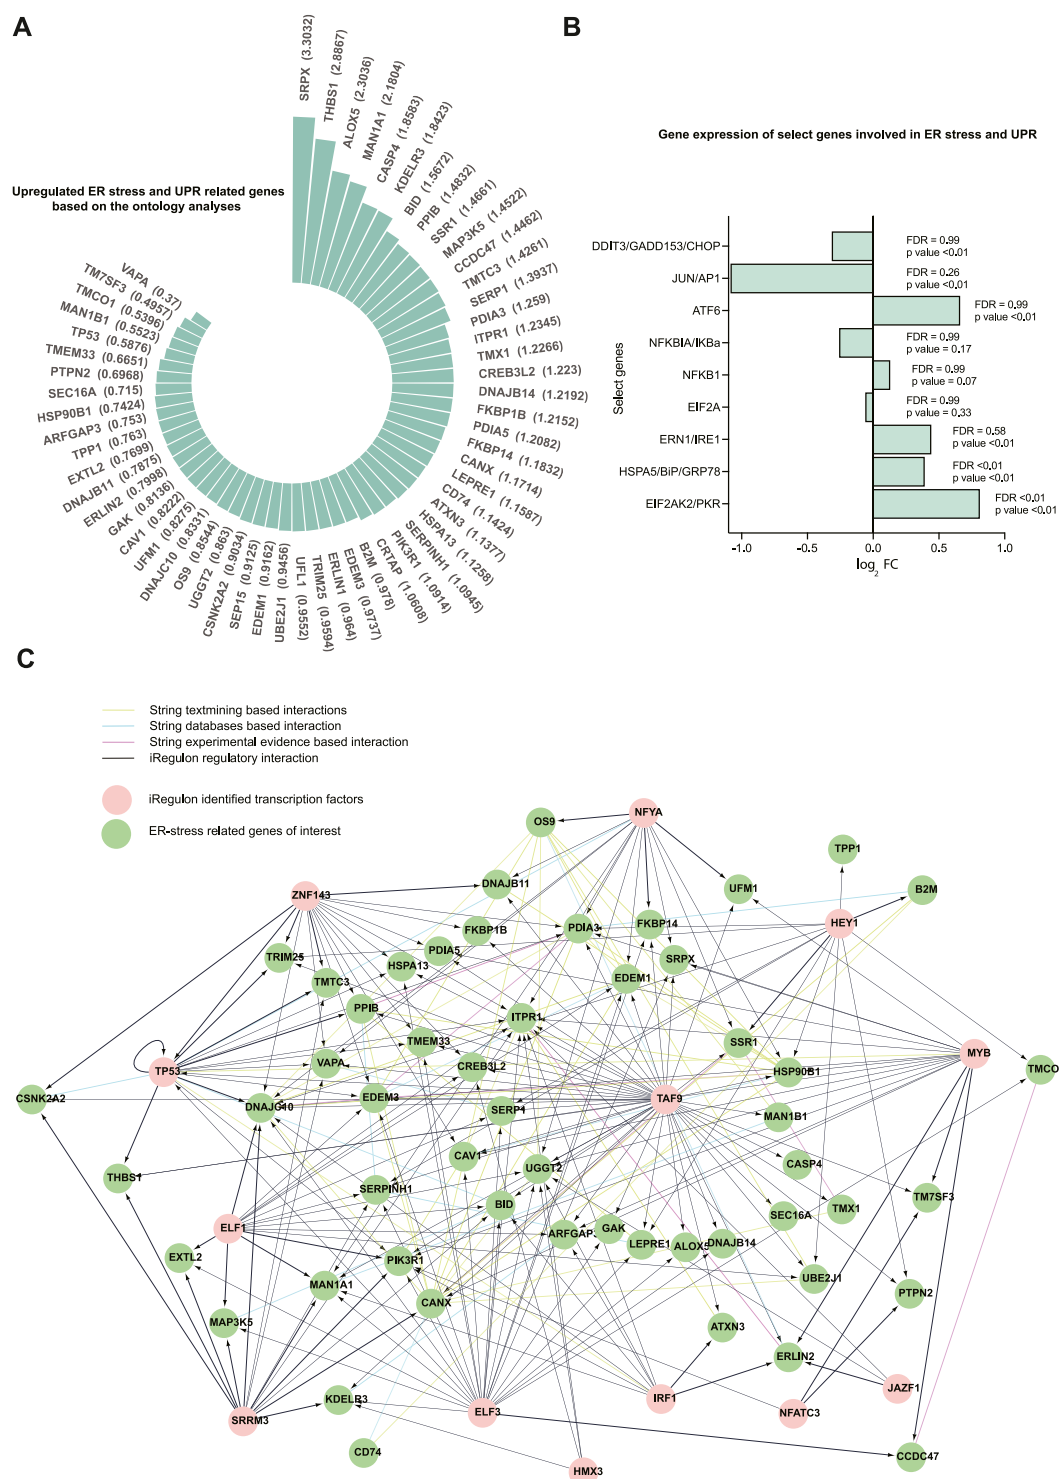 A
Upregulated ER stress and UPR related genes
based on the ontology analyses
SRPX (3.3032)
THBS1 (2.8867)
ALOX5 (2.3036)
MAN1A1 (2.1804)
CASP4 (1.8583)
KDELR3 (1.8423)
BID (1.5672)
PPIB (1.4832)
SSR1 (1.4661)
MAP3K5 (1.4522)
CCDC47 (1.4462)
TMTC3 (1.4261)
SERP1 (1.3937)
PDIA3 (1.259)
ITPR1 (1.2345)
TMX1 (1.2266)
CREB3L2 (1.223)
DNAJB14 (1.2192)
FKBP1B (1.2152)
PDIA5 (1.2082)
FKBP14 (1.1832)
CANX (1.1714)
LEPRE1 (1.1587)
CD74 (1.1424)
ATXN3 (1.1377)
HSPA13 (1.1258)
SERPINH1 (1.0945)
PIK3R1 (1.0914)
CRTAP (1.0608)
B2M (0.978)
EDEM3 (0.9737)
ERLIN1 (0.964)
TRIM25 (0.9594)
UFL1 (0.9552)
UBE2J1 (0.9456)
EDEM1 (0.9162)
SEP15 (0.9125)
CSNK2A2 (0.9034)
UGGT2 (0.863)
OS9 (0.8544)
DNAJC10 (0.8331)
UFM1 (0.8275)
CAV1 (0.8222)
GAK (0.8136)
ERLIN2 (0.7998)
DNAJB11 (0.7875)
EXTL2 (0.7699)
TPP1 (0.763)
ARFGAP3 (0.753)
HSP90B1 (0.7424)
SEC16A (0.715)
PTPN2 (0.6968)
TMEM33 (0.6651)
TP53 (0.5876)
MAN1B1 (0.5523)
TMCO1 (0.5396)
TM7SF3 (0.4957)
VAPA (0.37)
B
Gene expression of select genes involved in ER stress and UPR
Select genes
DDIT3/GADD153/CHOP
FDR = 0.99
p value <0.01
JUN/AP1
FDR = 0.26
p value <0.01
ATF6
FDR = 0.99
p value <0.01
NFKBIA/IKBa
FDR = 0.99
p value = 0.17
NFKB1
FDR = 0.99
p value = 0.07
EIF2A
FDR = 0.99
p value = 0.33
ERN1/IRE1
FDR = 0.58
p value <0.01
HSPA5/BiP/GRP78
FDR <0.01
p value <0.01
EIF2AK2/PKR
FDR <0.01
p value <0.01
-1.0 -0.5 0.0 0.5 1.0
log2 FC
C
String textmining based interactions
String databases based interaction
String experimental evidence based interaction
iRegulon regulatory interaction
iRegulon identified transcription factors
ER-stress related genes of interest
OS9
NFYA
TPP1
ZNF143
DNAJB11
UFM1
B2M
FKBP1B
PDIA3
FKBP14
HEY1
TRIM25
PDIA5
HSPA13
SRPX
TMTC3
EDEM1
PPIB
ITPR1
TMEM33
SSR1
MYB
TP53
VAPA
CREB3L2
HSP90B1
TMCO
CSNK2A2
DNAJC10
EDEM3
SERP1
TAF9
MAN1B1
THBS1
CAV1
UGGT2
CASP4
SERPINH1
BID
TM7SF3
ELF1
ARFGAP3
GAK
SEC16A
TMX1
EXTL2
PIK3R1
LEPRE1
ALOX5
DNAJB14
MAN1A1
CANX
UBE2J1
PTPN2
MAP3K5
ATXN3
ERLIN2
KDELR3
IRF1
JAZF1
SRRM3
ELF3
NFATC3
CD74
CCDC47
HMX3